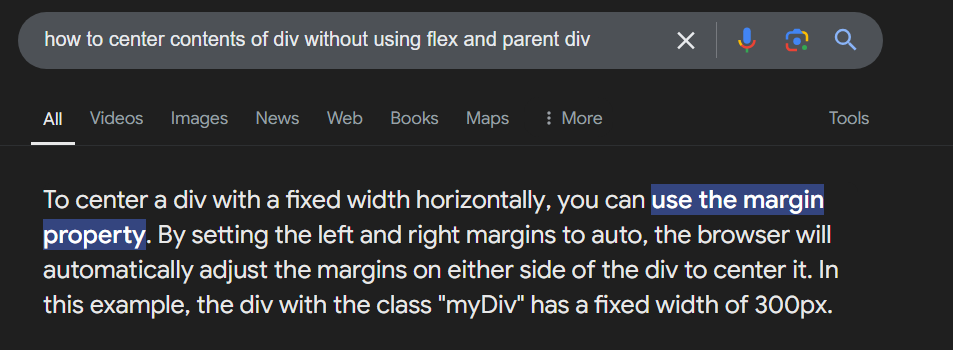 how to center contents of div without using flex and parent div
All Videos Images News Web Books Maps More Tools
To center a div with a fixed width horizontally, you can use the margin
property. By setting the left and right margins to auto, the browser will
automatically adjust the margins on either side of the div to center it. In
this example, the div with the class "myDiv" has a fixed width of 300px.